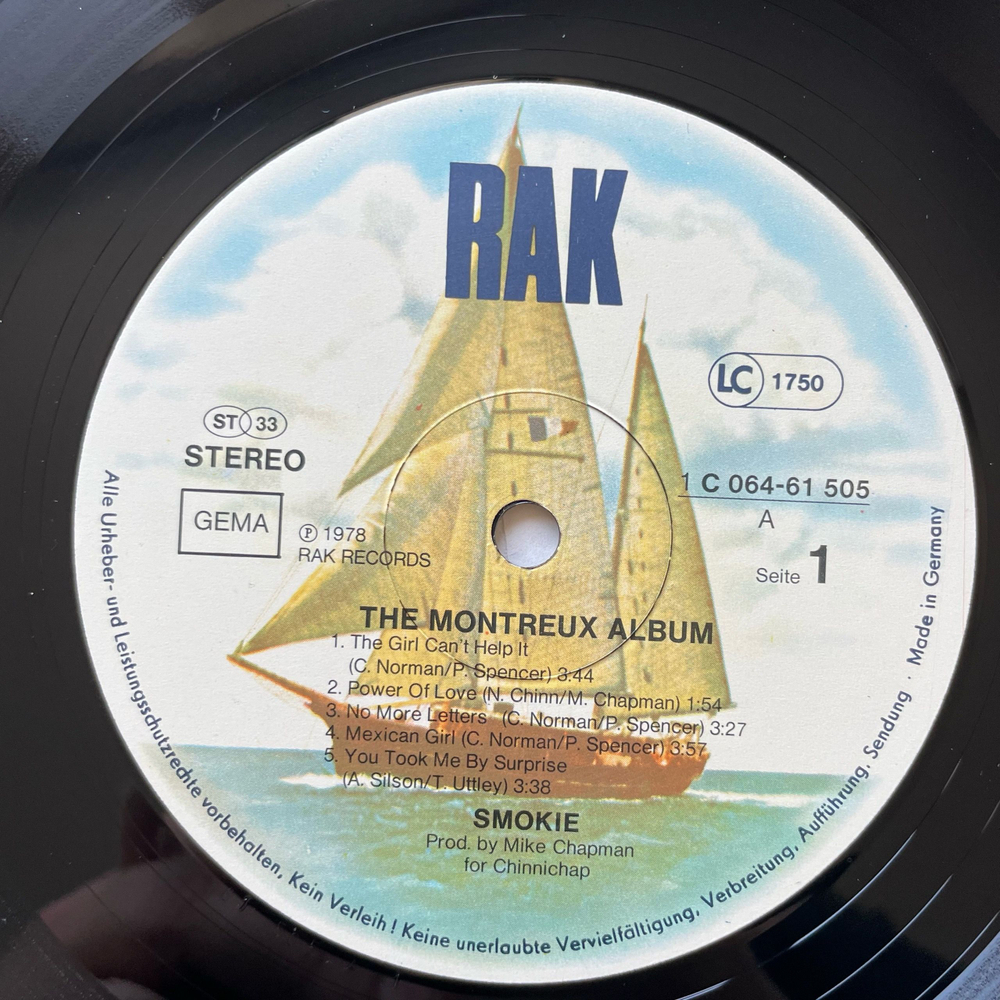 RAK
LC 1750
ST 33
STEREO
GEMA
℗ 1978
RAK RECORDS
1 C 064-61 505
A
Seite 1
THE MONTREUX ALBUM
1. The Girl Can't Help It
(C. Norman/P. Spencer) 3:44
2. Power Of Love (N. Chinn/M. Chapman) 1:54
3. No More Letters (C. Norman/P. Spencer) 3:27
4. Mexican Girl (C. Norman/P. Spencer) 3:57
5. You Took Me By Surprise
(A. Silson/T. Uttley) 3:38
SMOKIE
Prod. by Mike Chapman
for Chinnichap
Alle Urheber- und Leistungsschutzrechte vorbehalten, Kein Verleih! Keine unerlaubte Vervielfältigung, Verbreitung, Aufführung, Sendung · Made in Germany